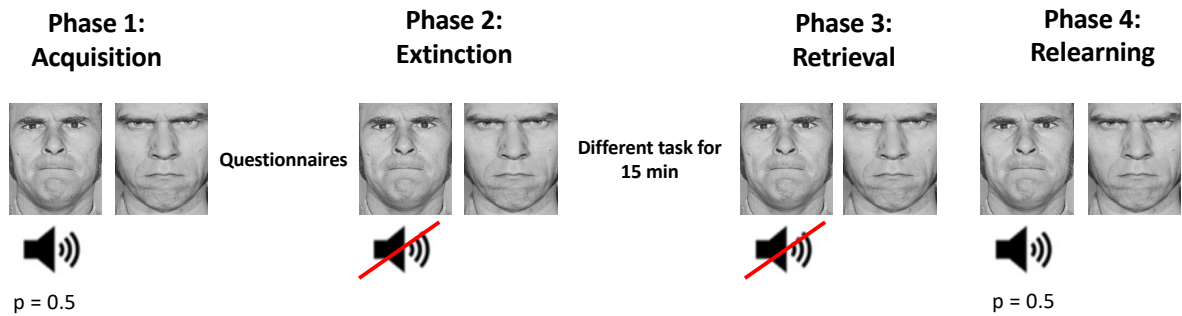 Phase 1:
Acquisition
Phase 2:
Extinction
Phase 3:
Retrieval
Phase 4:
Relearning
Questionnaires
Different task for
15 min
p = 0.5
p = 0.5